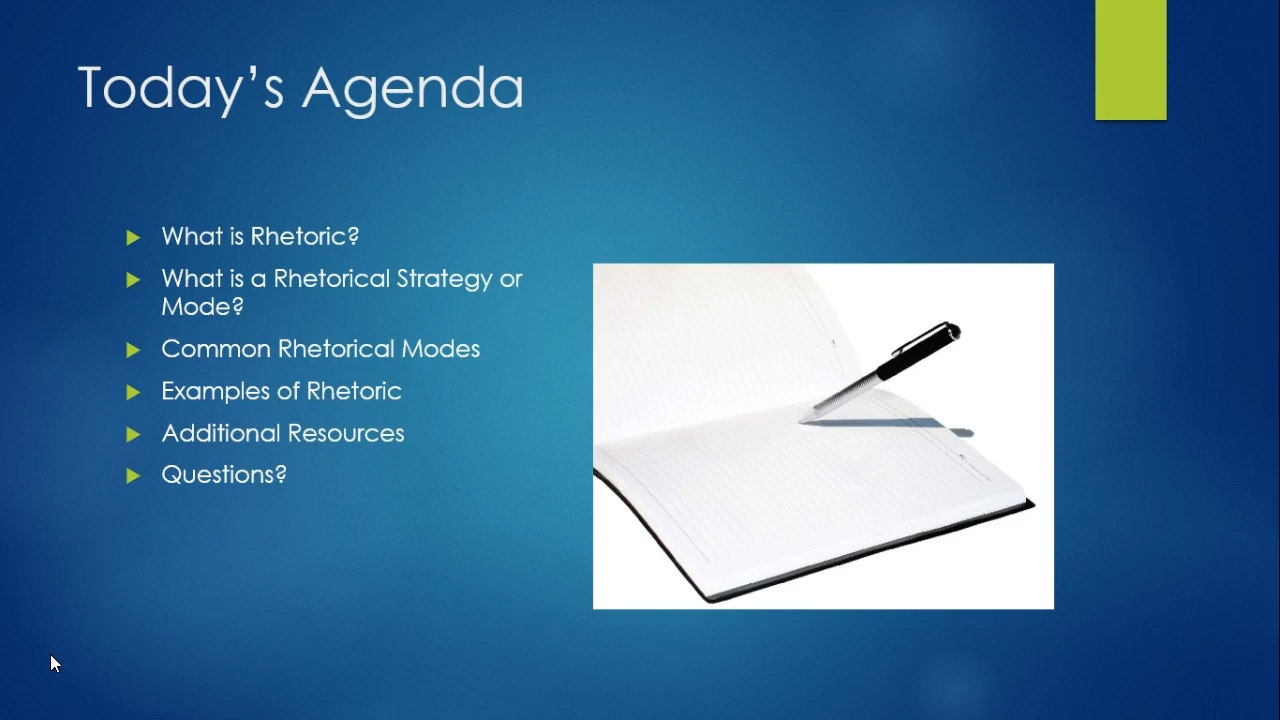 Today’s Agenda
What is Rhetoric?
What is a Rhetorical Strategy or
Mode?
Common Rhetorical Modes
Examples of Rhetoric
Additional Resources
Questions?